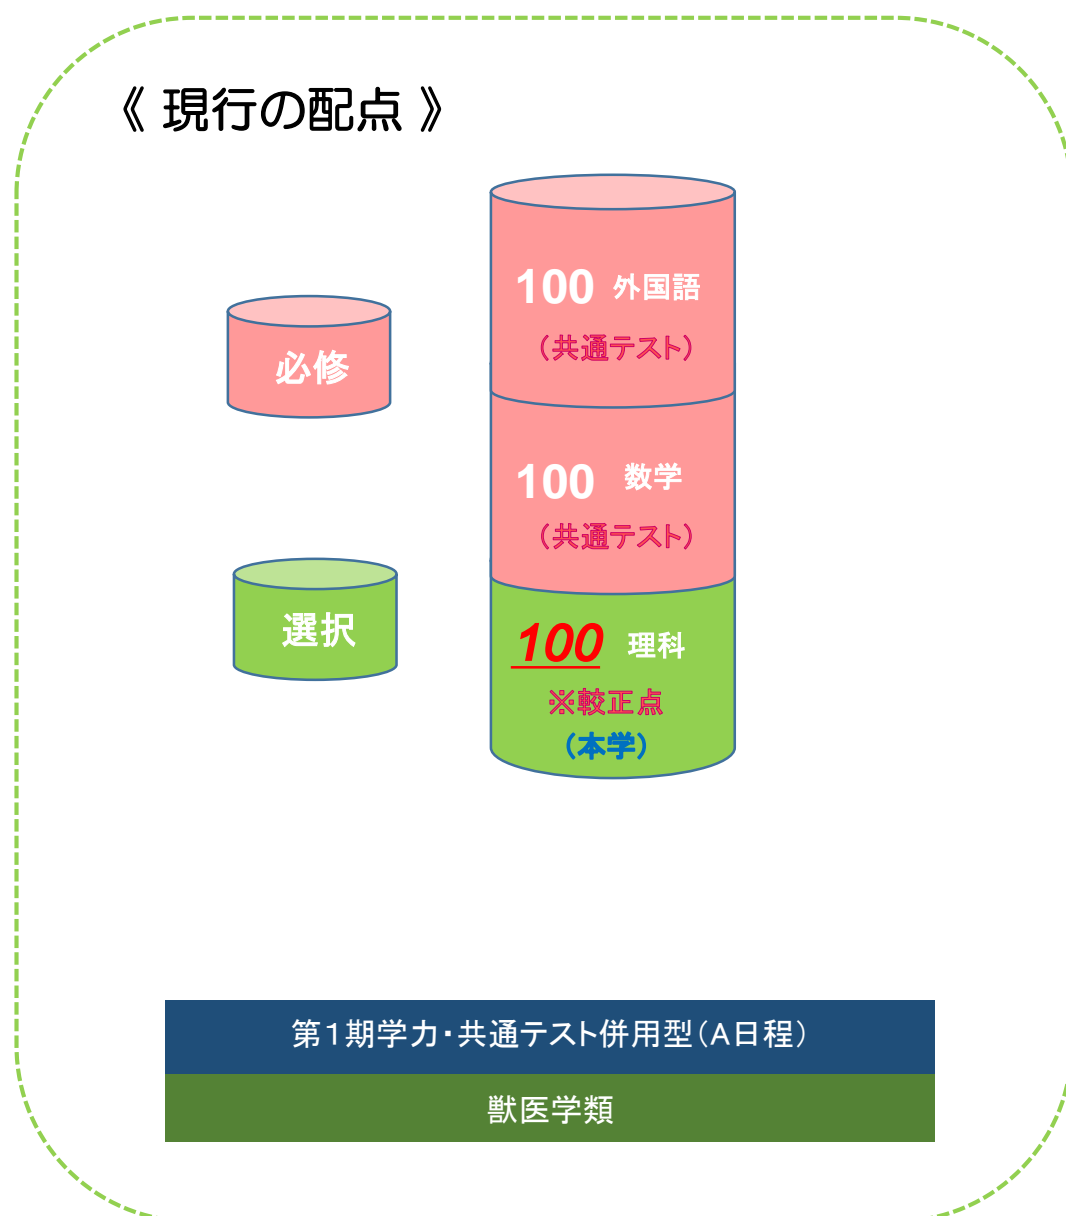 《 現行の配点 》
必修
選択
100 外国語
（共通テスト）
100 数学
（共通テスト）
100 理科
※較正点
（本学）
第１期学力・共通テスト併用型（A日程）
獣医学類